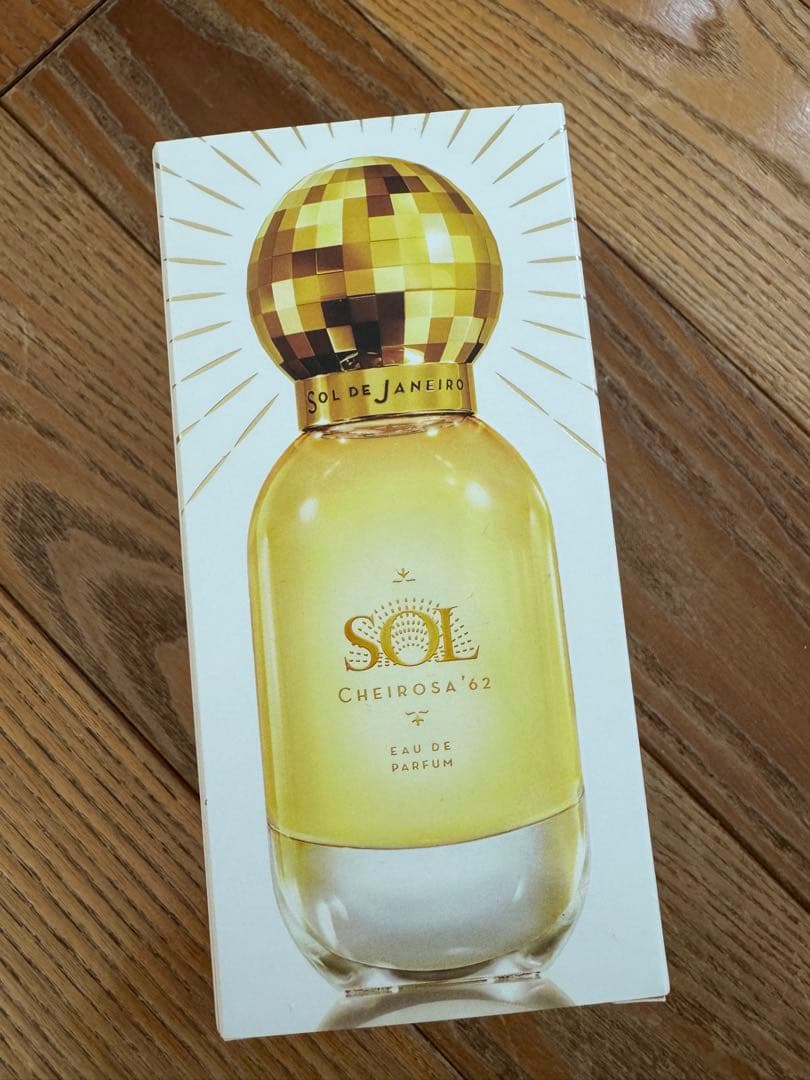 SOL DE JANEIRO
SOL
CHEIROSA '62
EAU DE
PARFUM